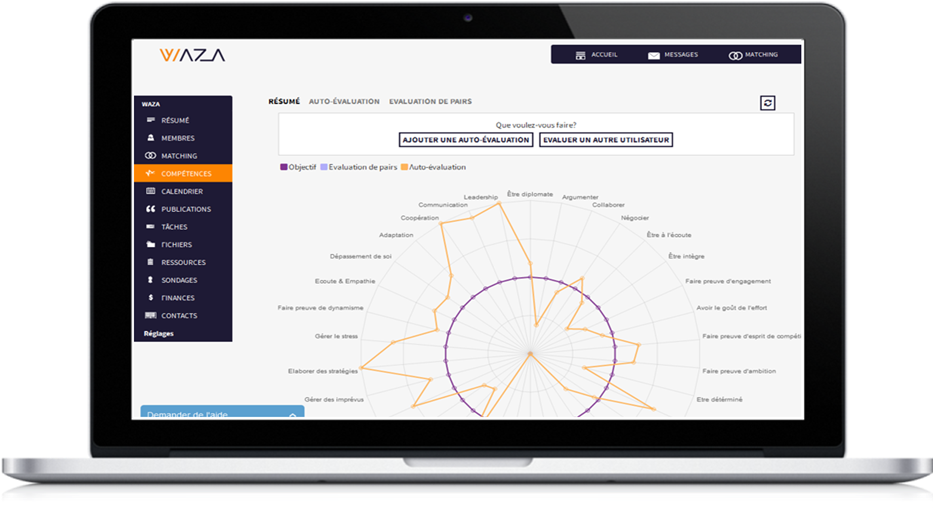 WAZA
ACCUEIL
MESSAGES
MATCHING
WAZA
RÉSUMÉ
MEMBRES
MATCHING
COMPÉTENCES
CALENDRIER
PUBLICATIONS
TÂCHES
FICHIERS
RESSOURCES
SONDAGES
FINANCES
CONTACTS
Réglages
RÉSUMÉ AUTO-ÉVALUATION EVALUATION DE PAIRS
Que voulez-vous faire?
AJOUTER UNE AUTO-ÉVALUATION EVALUER UN AUTRE UTILISATEUR
Objectif Evaluation de pairs Auto-évaluation
Être diplomate
Argumenter
Collaborer
Négocier
Être à l'écoute
Être intègre
Faire preuve d'engagement
Avoir le goût de l'effort
Faire preuve d'esprit de compéti
Faire preuve d'ambition
Etre déterminé
Leadership
Communication
Coopération
Adaptation
Dépassement de soi
Ecoute & Empathie
Faire preuve de dynamisme
Gérer le stress
Elaborer des stratégies
Gérer des imprévus
Demander de l'aide